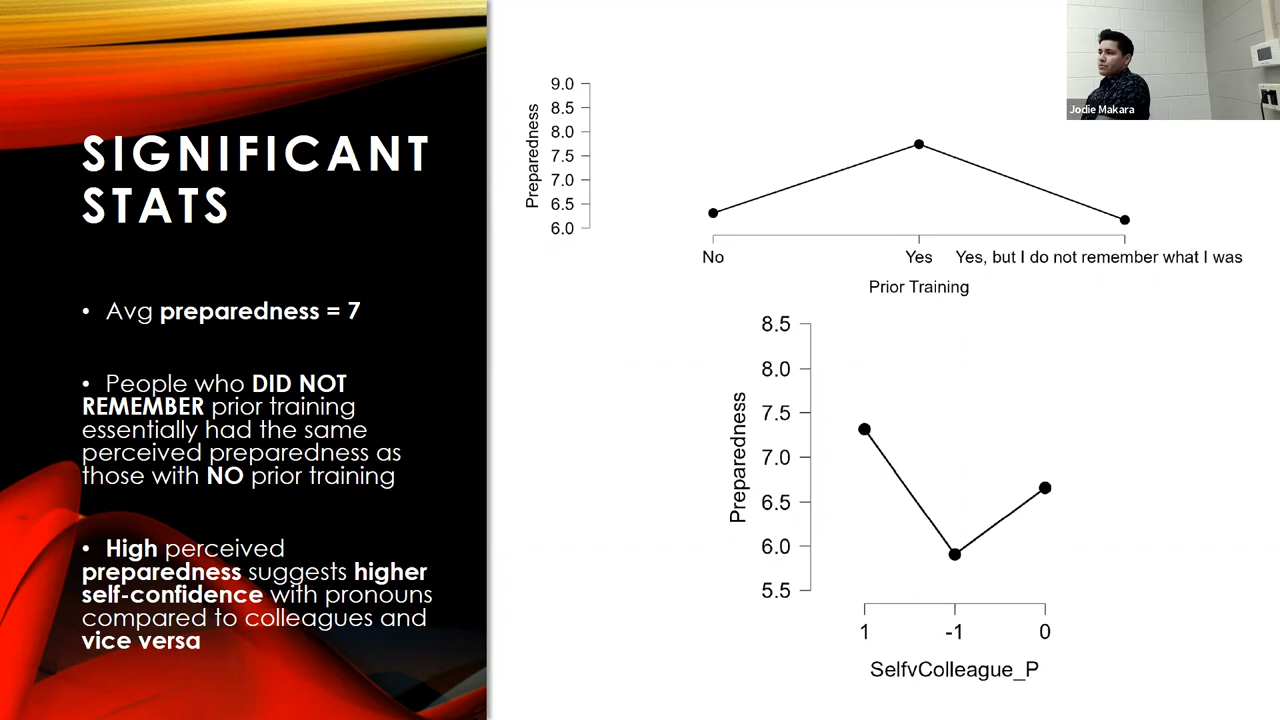 SIGNIFICANT
STATS
• Avg preparedness = 7
• People who DID NOT
REMEMBER prior training
essentially had the same
perceived preparedness as
those with NO prior training
• High perceived
preparedness suggests higher
self-confidence with pronouns
compared to colleagues and
vice versa
Preparedness
9.0
8.5
8.0
7.5
7.0
6.5
6.0
No
Yes
Yes, but I do not remember what I was
Prior Training
Preparedness
8.5
8.0
7.5
7.0
6.5
6.0
5.5
1
-1
0
SelfvColleague_P
Jodie Makara